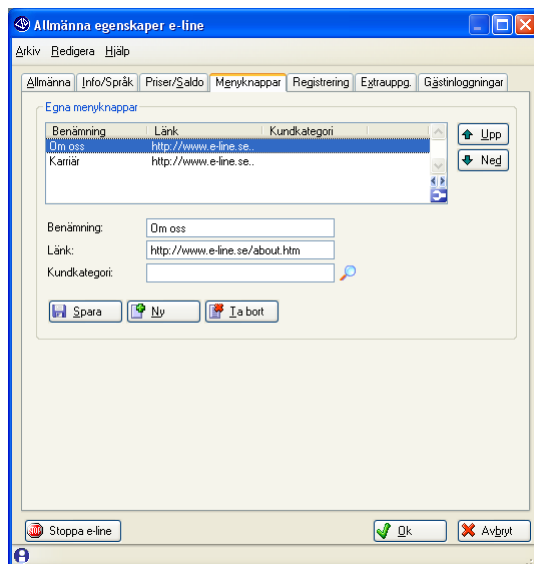 Allmänna egenskaper e-line
Arkiv Redigera Hjälp
Allmänna Info/Språk Priser/Saldo Menyknappar Registrering Extrauppg. Gästinloggningar
Egna menyknappar
Benämning Länk Kundkategori
Om oss http://www.e-line.se..
Karriär http://www.e-line.se..
Upp
Ned
Benämning: Om oss
Länk: http://www.e-line.se/about.htm
Kundkategori:
Spara Ny Ta bort
STOP Stoppa e-line Ok Avbryt